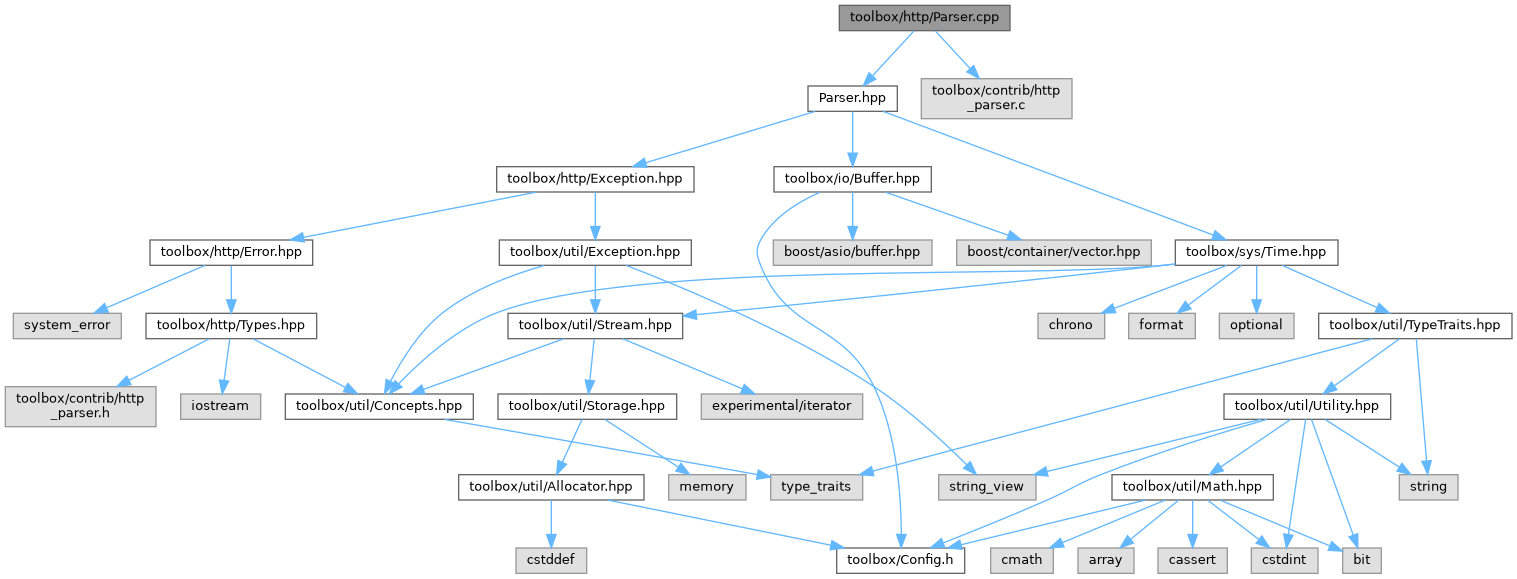 toolbox/http/Parser.cpp
Parser.hpp
toolbox/contrib/http
_parser.c
toolbox/http/Exception.hpp
toolbox/io/Buffer.hpp
toolbox/http/Error.hpp
toolbox/util/Exception.hpp
boost/asio/buffer.hpp
boost/container/vector.hpp
toolbox/sys/Time.hpp
system_error
toolbox/http/Types.hpp
toolbox/util/Stream.hpp
chrono
format
optional
toolbox/util/TypeTraits.hpp
toolbox/contrib/http
_parser.h
iostream
toolbox/util/Concepts.hpp
toolbox/util/Storage.hpp
experimental/iterator
toolbox/util/Utility.hpp
toolbox/util/Allocator.hpp
memory
type_traits
string_view
toolbox/util/Math.hpp
string
cstddef
toolbox/Config.h
cmath
array
cassert
cstdint
bit